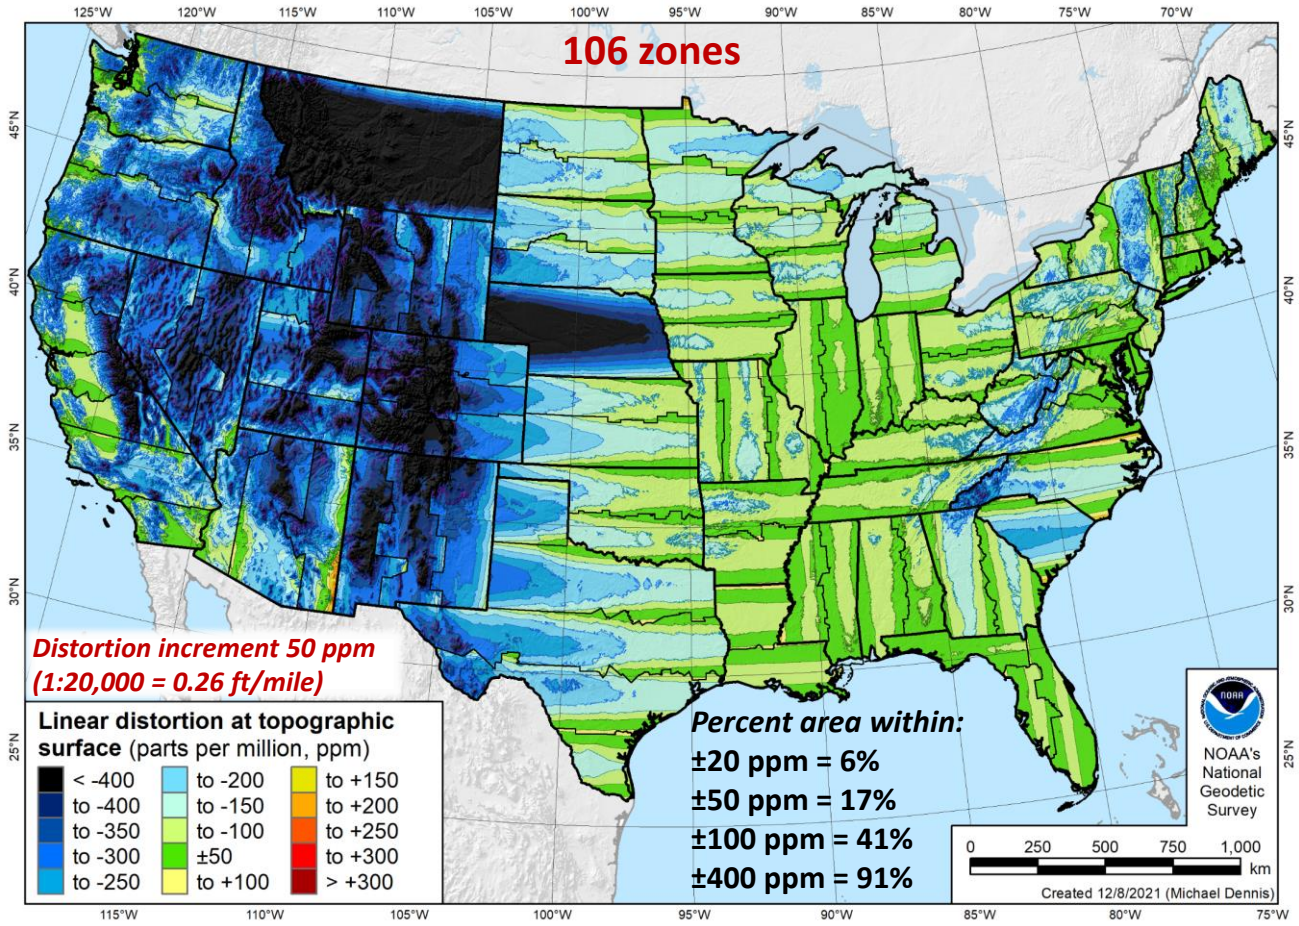 125°W 120°W 115°W 110°W 105°W 100°W 95°W 90°W 85°W 80°W 75°W 70°W
106 zones
45°N
45°N
40°N
40°N
35°N
35°N
30°N
30°N
25°N
25°N
Distortion increment 50 ppm
(1:20,000 = 0.26 ft/mile)
Linear distortion at topographic
surface (parts per million, ppm)
< -400
to -400
to -350
to -300
to -250
to -200
to -150
to -100
±50
to +100
to +150
to +200
to +250
to +300
> +300
Percent area within:
±20 ppm = 6%
±50 ppm = 17%
±100 ppm = 41%
±400 ppm = 91%
NOAA
NOAA's
National
Geodetic
Survey
0 250 500 750 1,000
km
Created 12/8/2021 (Michael Dennis)
115°W 110°W 105°W 100°W 95°W 90°W 85°W 80°W 75°W